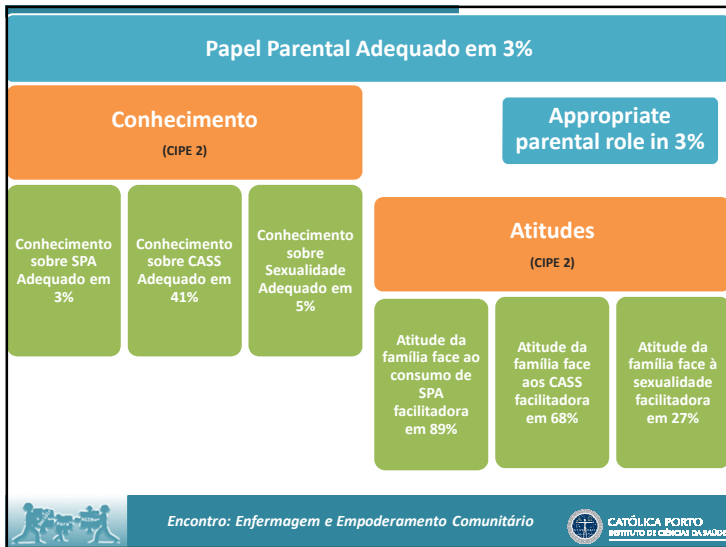 Papel Parental Adequado em 3%
Conhecimento
(CIPE 2)
Appropriate
parental role in 3%
Conhecimento
sobre SPA
Adequado em
3%
Conhecimento
sobre CASS
Adequado em
41%
Conhecimento
sobre
Sexualidade
Adequado em
5%
Atitudes
(CIPE 2)
Atitude da
família face ao
consumo de
SPA
facilitadora
em 89%
Atitude da
família face
aos CASS
facilitadora
em 68%
Atitude da
família face à
sexualidade
facilitadora
em 27%
Encontro: Enfermagem e Empoderamento Comunitário
CATÓLICA PORTO
INSTITUTO DE CIÊNCIAS DA SAÚDE